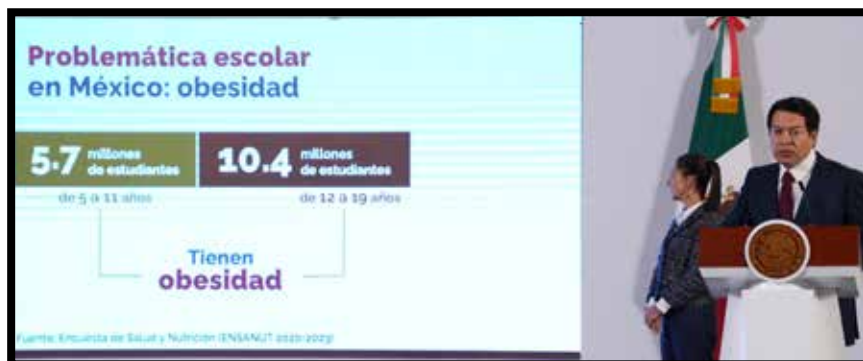 Problemática escolar
en México: obesidad
5.7 millones
de estudiantes
10.4 millones
de estudiantes
de 5 a 11 años
de 12 a 19 años
Tienen
obesidad
Fuente: Encuesta de Salud y Nutrición (ENSANUT 2020-2023)